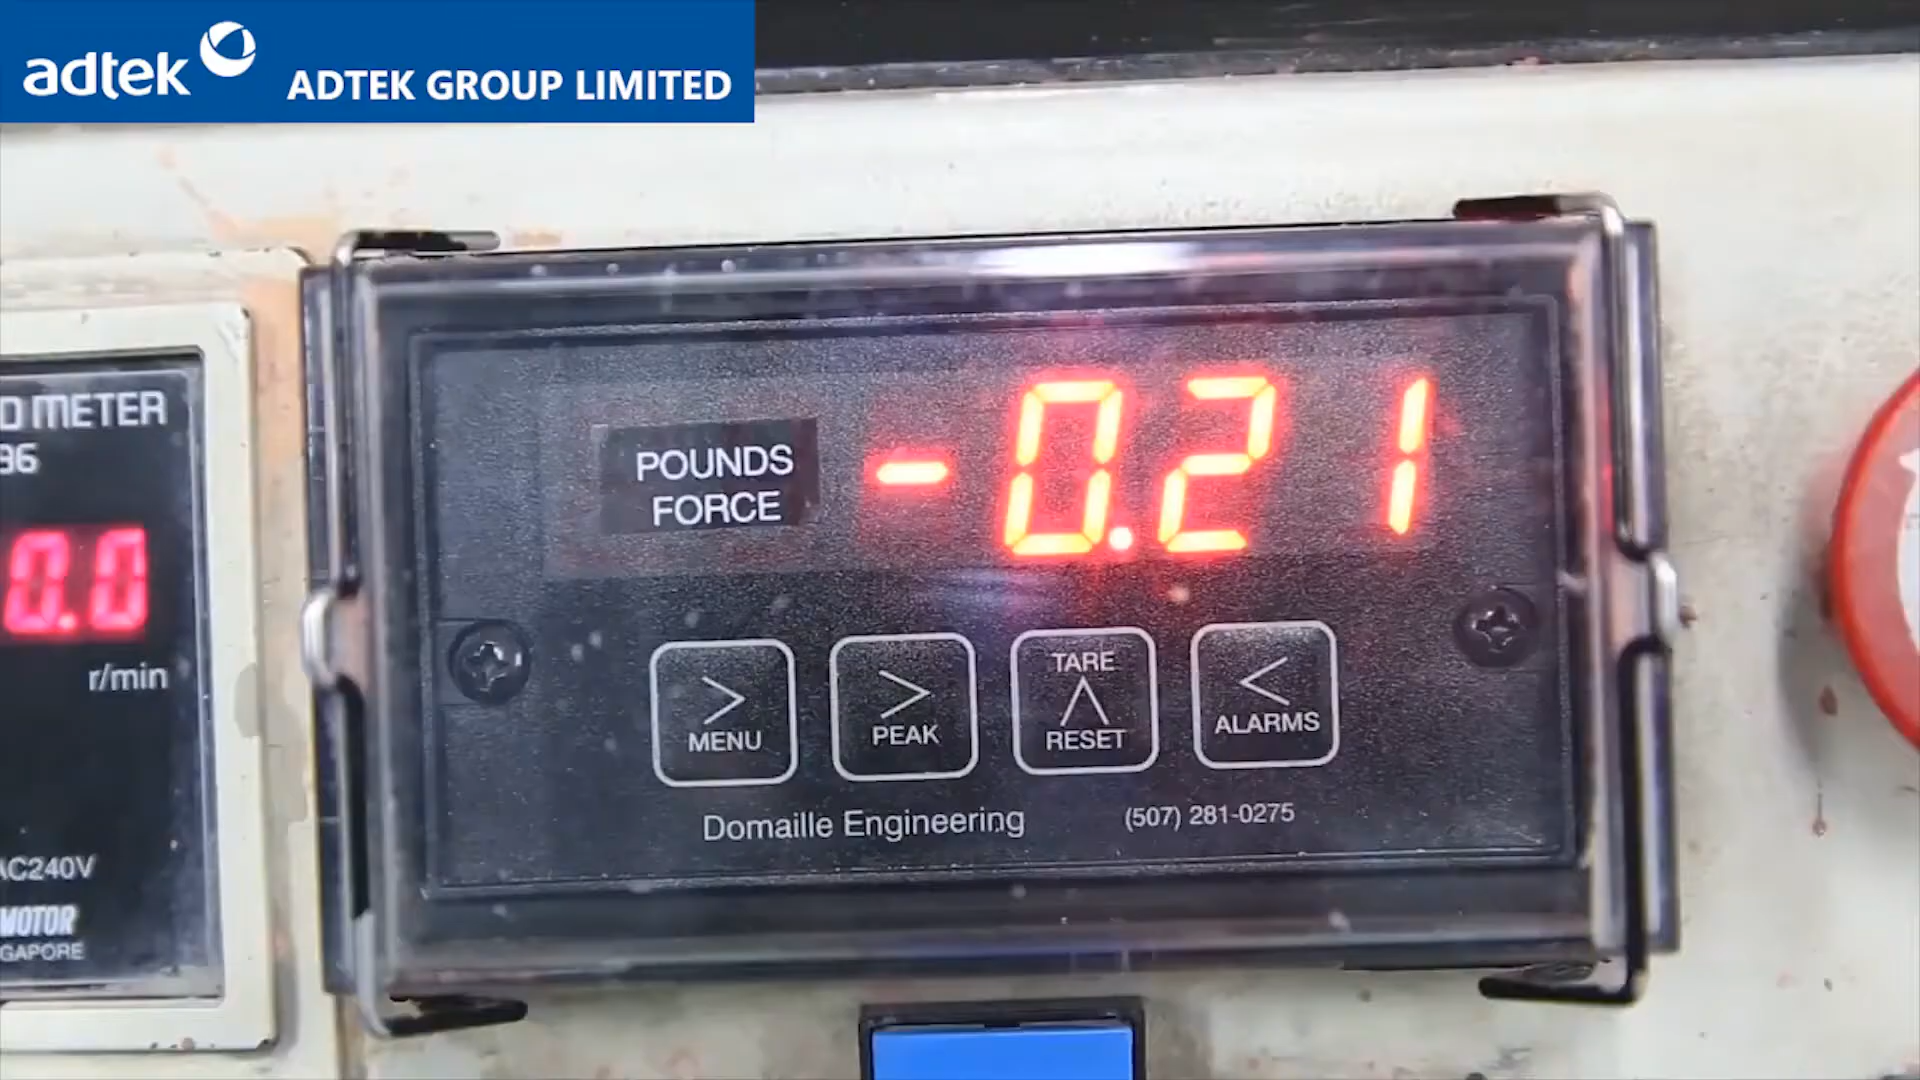 adtek ADTEK GROUP LIMITED
METER
96
0.0
r/min
AC240V
MOTOR
GAPORE
POUNDS
FORCE
-0.21
>
MENU
>
PEAK
TARE
RESET
<
ALARMS
Domaille Engineering (507) 281-0275